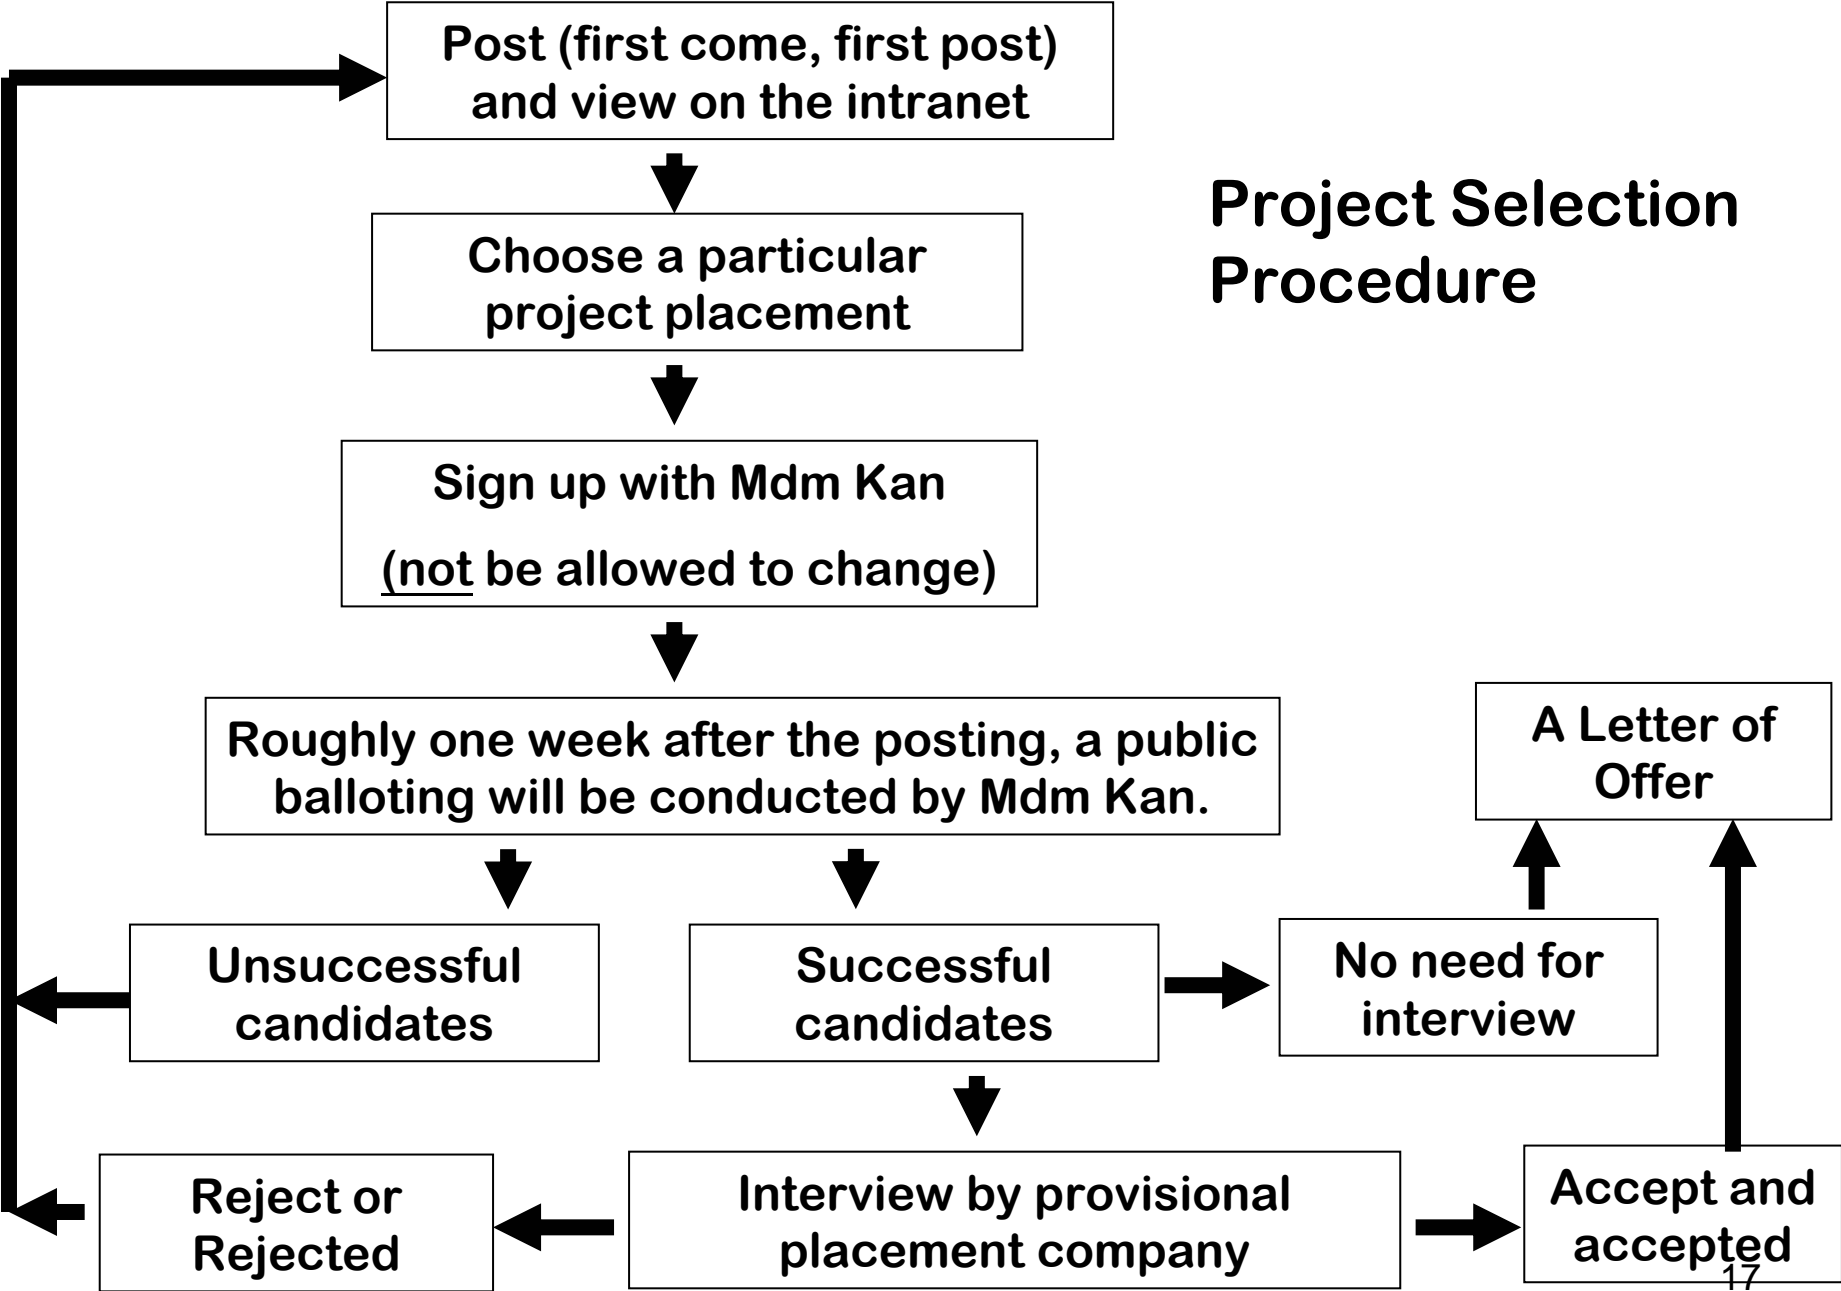 Post (first come, first post)
and view on the intranet
Project Selection
Procedure
Choose a particular
project placement
Sign up with Mdm Kan
(not be allowed to change)
Roughly one week after the posting, a public
balloting will be conducted by Mdm Kan.
A Letter of
Offer
Unsuccessful
candidates
Successful
candidates
No need for
interview
Reject or
Rejected
Interview by provisional
placement company
Accept and
accepted
17